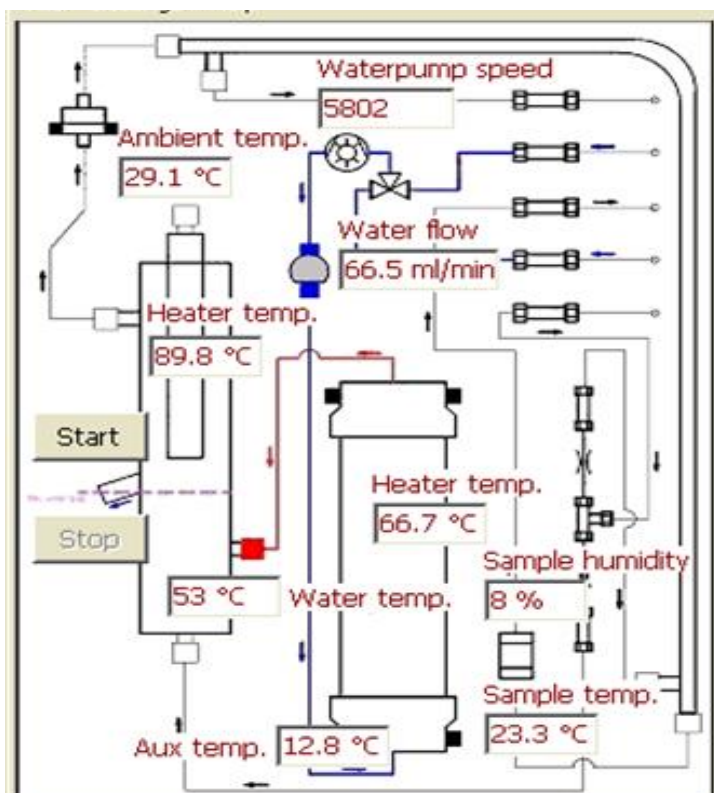 Waterpump speed
5802
Ambient temp.
29.1 °C
Water flow
66.5 ml/min
Heater temp.
89.8 °C
Start
Heater temp.
66.7 °C
Stop
Sample humidity
53 °C Water temp. 8 %
Sample temp.
Aux temp. 12.8 °C 23.3 °C